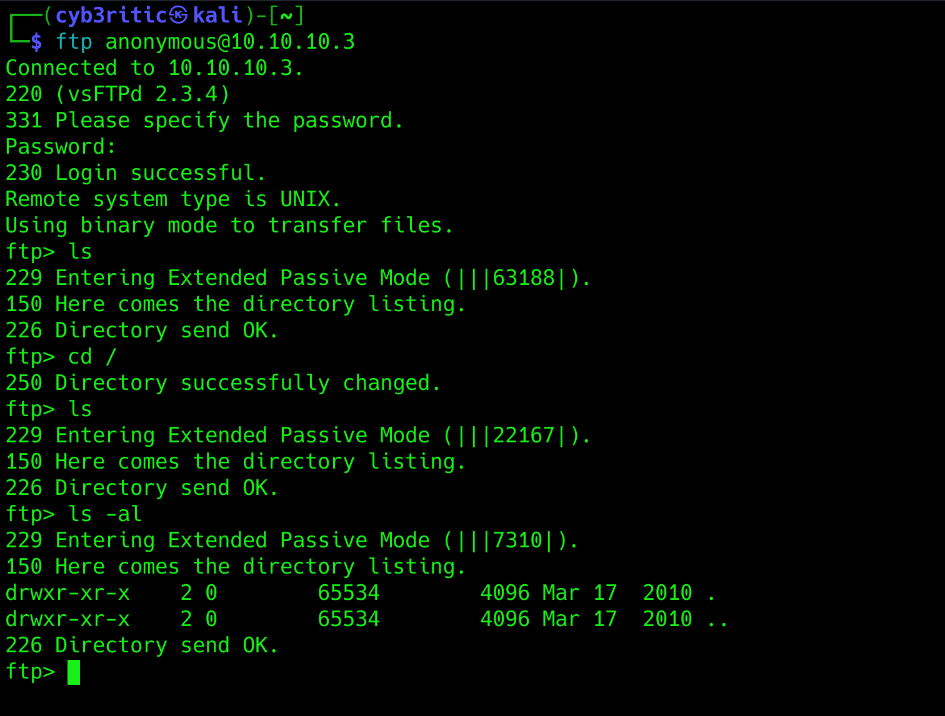 ┌──(cyb3ritic㉿kali)-[~]
└─$ ftp anonymous@10.10.10.3
Connected to 10.10.10.3.
220 (vsFTPd 2.3.4)
331 Please specify the password.
Password:
230 Login successful.
Remote system type is UNIX.
Using binary mode to transfer files.
ftp> ls
229 Entering Extended Passive Mode (|||63188|).
150 Here comes the directory listing.
226 Directory send OK.
ftp> cd /
250 Directory successfully changed.
ftp> ls
229 Entering Extended Passive Mode (|||22167|).
150 Here comes the directory listing.
226 Directory send OK.
ftp> ls -al
229 Entering Extended Passive Mode (|||7310|).
150 Here comes the directory listing.
drwxr-xr-x    2 0        65534        4096 Mar 17  2010 .
drwxr-xr-x    2 0        65534        4096 Mar 17  2010 ..
226 Directory send OK.
ftp>